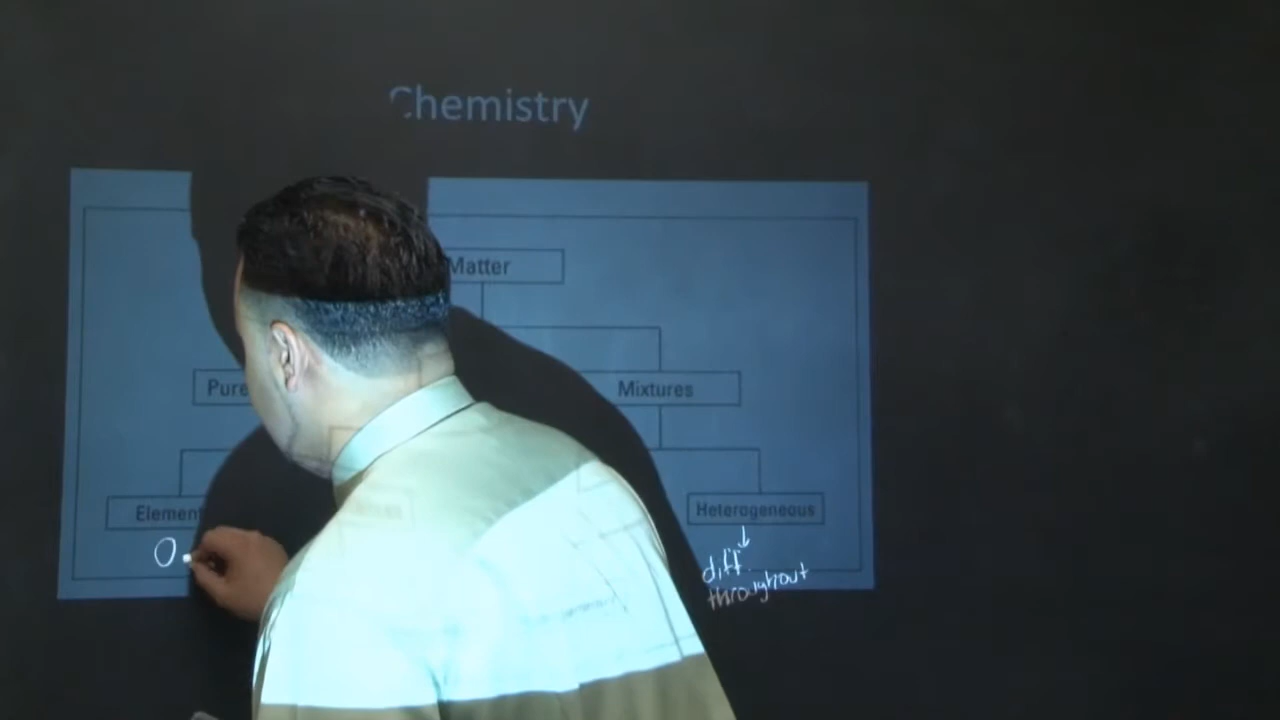 Chemistry
Matter
Pure
Mixtures
Element
Heterogeneous
O
diff.
throughout